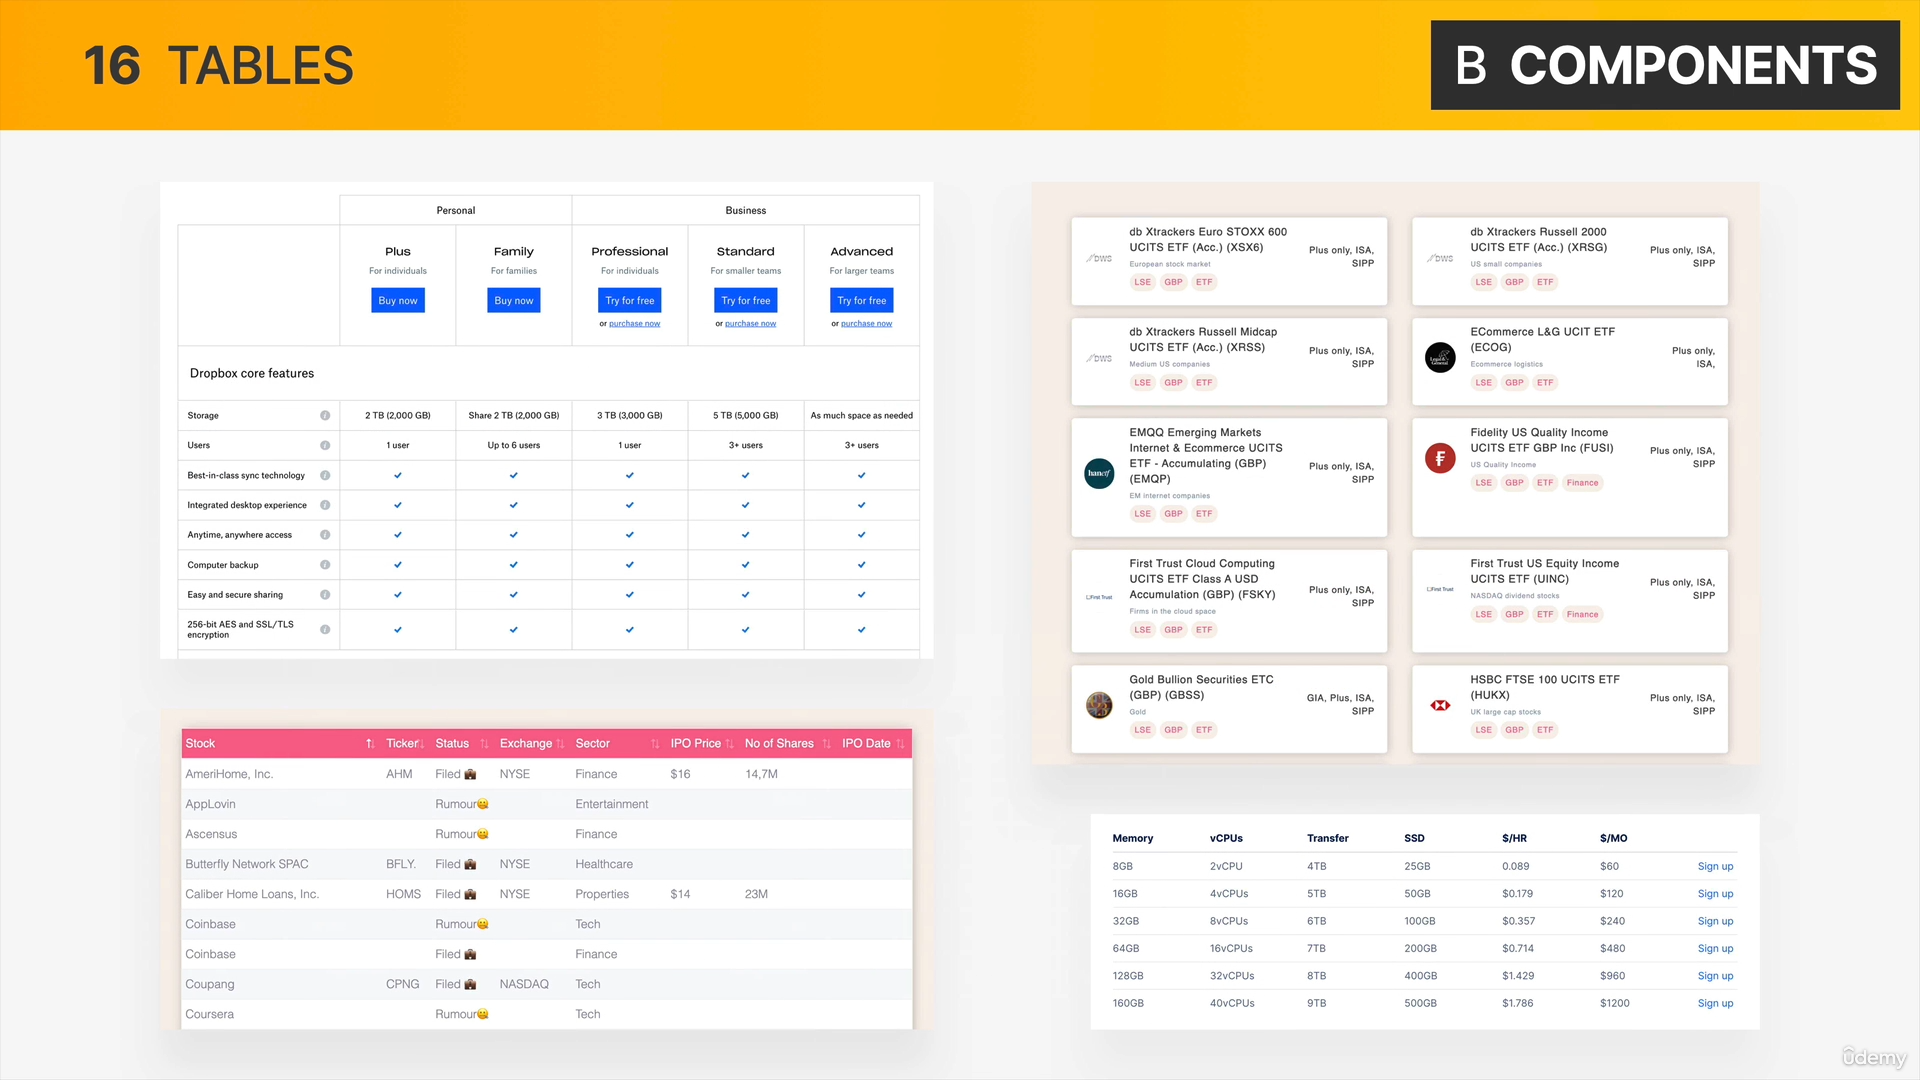 16 TABLES
B COMPONENTS
Personal Business
Plus Family Professional Standard Advanced
For individuals For families For individuals For smaller teams For larger teams
Buy now Buy now Try for free Try for free Try for free
or purchase now or purchase now or purchase now
Dropbox core features
Storage 2 TB (2,000 GB) Share 2 TB (2,000 GB) 3 TB (3,000 GB) 5 TB (5,000 GB) As much space as needed
Users 1 user Up to 6 users 1 user 3+ users 3+ users
Best-in-class sync technology
Integrated desktop experience
Anytime, anywhere access
Computer backup
Easy and secure sharing
256-bit AES and SSL/TLS
encryption
Stock Ticker Status Exchange Sector IPO Price No of Shares IPO Date
AmeriHome, Inc. AHM Filed NYSE Finance $16 14,7M
AppLovin Rumour Entertainment
Ascensus Rumour Finance
Butterfly Network SPAC BFLY. Filed NYSE Healthcare
Caliber Home Loans, Inc. HOMS Filed NYSE Properties $14 23M
Coinbase Rumour Tech
Coinbase Filed Finance
Coupang CPNG Filed NASDAQ Tech
Coursera Rumour Tech
DWS
db Xtrackers Euro STOXX 600
UCITS ETF (Acc.) (XSX6)
European stock market
LSE GBP ETF
Plus only, ISA,
SIPP
DWS
db Xtrackers Russell 2000
UCITS ETF (Acc.) (XRSG)
US small companies
LSE GBP ETF
Plus only, ISA,
SIPP
DWS
db Xtrackers Russell Midcap
UCITS ETF (Acc.) (XRSS)
Medium US companies
LSE GBP ETF
Plus only, ISA,
SIPP
Legal &
General
ECommerce L&G UCIT ETF
(ECOG)
Ecommerce logistics
LSE GBP ETF
Plus only,
ISA,
hanetf
EMQQ Emerging Markets
Internet & Ecommerce UCITS
ETF - Accumulating (GBP)
(EMQP)
EM internet companies
LSE GBP ETF
Plus only, ISA,
SIPP
F
Fidelity US Quality Income
UCITS ETF GBP Inc (FUSI)
US Quality Income
LSE GBP ETF Finance
Plus only, ISA,
SIPP
First Trust
First Trust Cloud Computing
UCITS ETF Class A USD
Accumulation (GBP) (FSKY)
Firms in the cloud space
LSE GBP ETF
Plus only, ISA,
SIPP
First Trust
First Trust US Equity Income
UCITS ETF (UINC)
NASDAQ dividend stocks
LSE GBP ETF Finance
Plus only, ISA,
SIPP
Gold Bullion Securities ETC
(GBP) (GBSS)
Gold
LSE GBP ETF
GIA, Plus, ISA,
SIPP
HSBC FTSE 100 UCITS ETF
(HUKX)
UK large cap stocks
LSE GBP ETF
Plus only, ISA,
SIPP
Memory vCPUs Transfer SSD $/HR $/MO
8GB 2vCPU 4TB 25GB 0.089 $60 Sign up
16GB 4vCPUs 5TB 50GB $0.179 $120 Sign up
32GB 8vCPUs 6TB 100GB $0.357 $240 Sign up
64GB 16vCPUs 7TB 200GB $0.714 $480 Sign up
128GB 32vCPUs 8TB 400GB $1.429 $960 Sign up
160GB 40vCPUs 9TB 500GB $1.786 $1200 Sign up
udemy